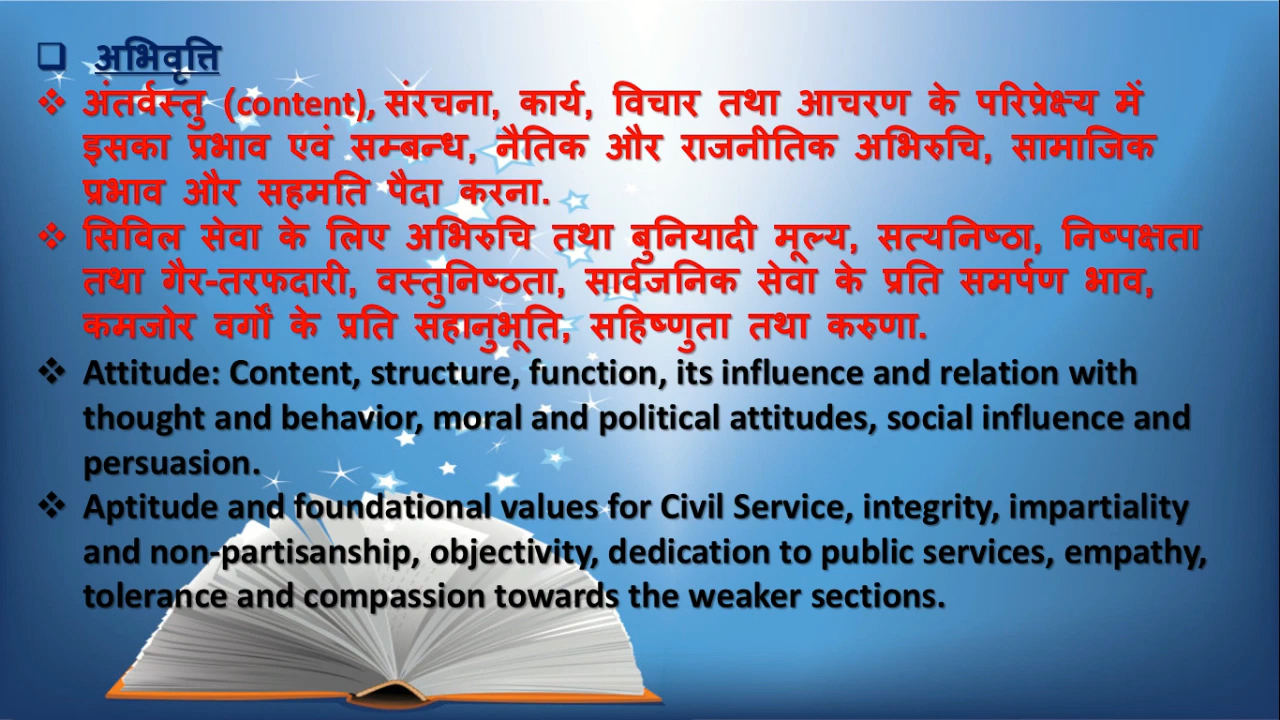 अभिवृत्ति
अंतर्वस्तु (content), संरचना, कार्य, विचार तथा आचरण के परिप्रेक्ष्य में
इसका प्रभाव एवं सम्बन्ध, नैतिक और राजनीतिक अभिरुचि, सामाजिक
प्रभाव और सहमति पैदा करना.
सिविल सेवा के लिए अभिरुचि तथा बुनियादी मूल्य, सत्यनिष्ठा, निष्पक्षता
तथा गैर-तरफदारी, वस्तुनिष्ठता, सार्वजनिक सेवा के प्रति समर्पण भाव,
कमजोर वर्गों के प्रति सहानुभूति, सहिष्णुता तथा करुणा.
Attitude: Content, structure, function, its influence and relation with
thought and behavior, moral and political attitudes, social influence and
persuasion.
Aptitude and foundational values for Civil Service, integrity, impartiality
and non-partisanship, objectivity, dedication to public services, empathy,
tolerance and compassion towards the weaker sections.